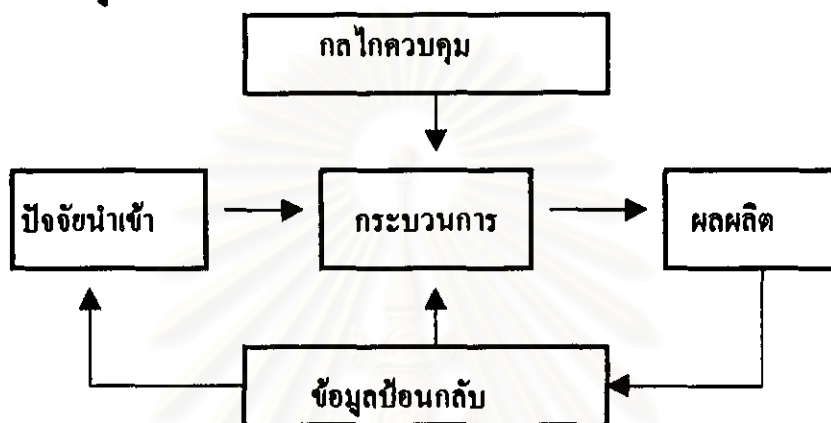 กลไกควบคุม
ปัจจัยนำเข้า
กระบวนการ
ผลผลิต
ข้อมูลป้อนกลับ